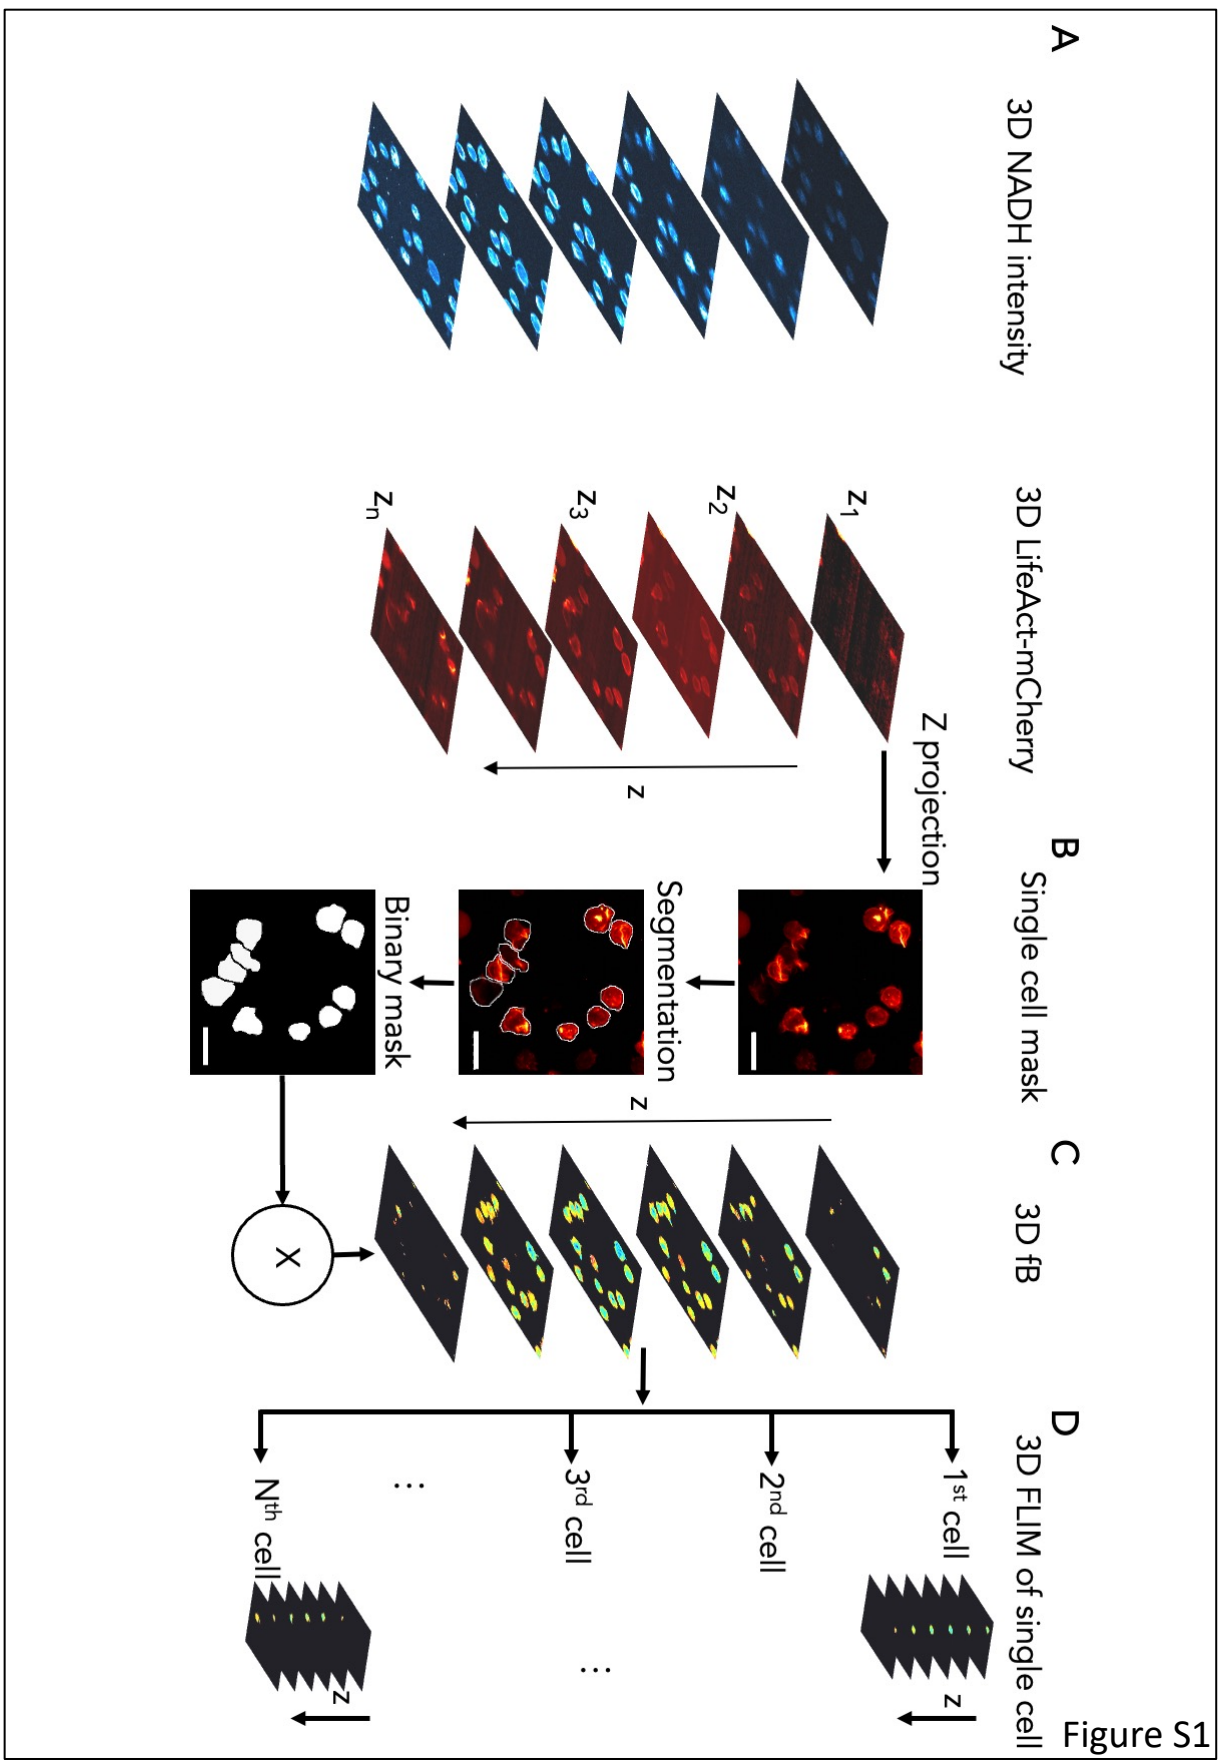 A
3D NADH intensity
3D LifeAct-mCherry
z1
z2
z3
zn
z
Z projection
B
Single cell mask
Segmentation
Binary mask
C
3D fB
z
X
D
3D FLIM of single cell
1st cell
2nd cell
3rd cell
...
Nth cell
...
z
z
Figure S1